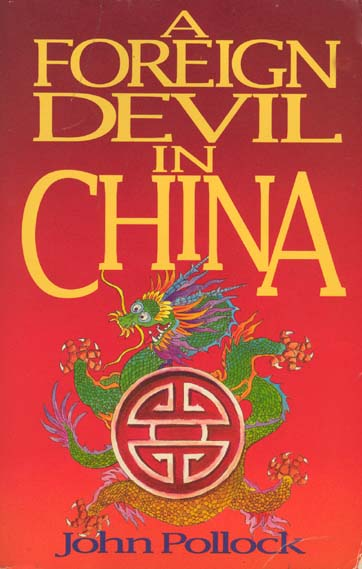 A
FOREIGN
DEVIL
IN
CHINA
John Pollock